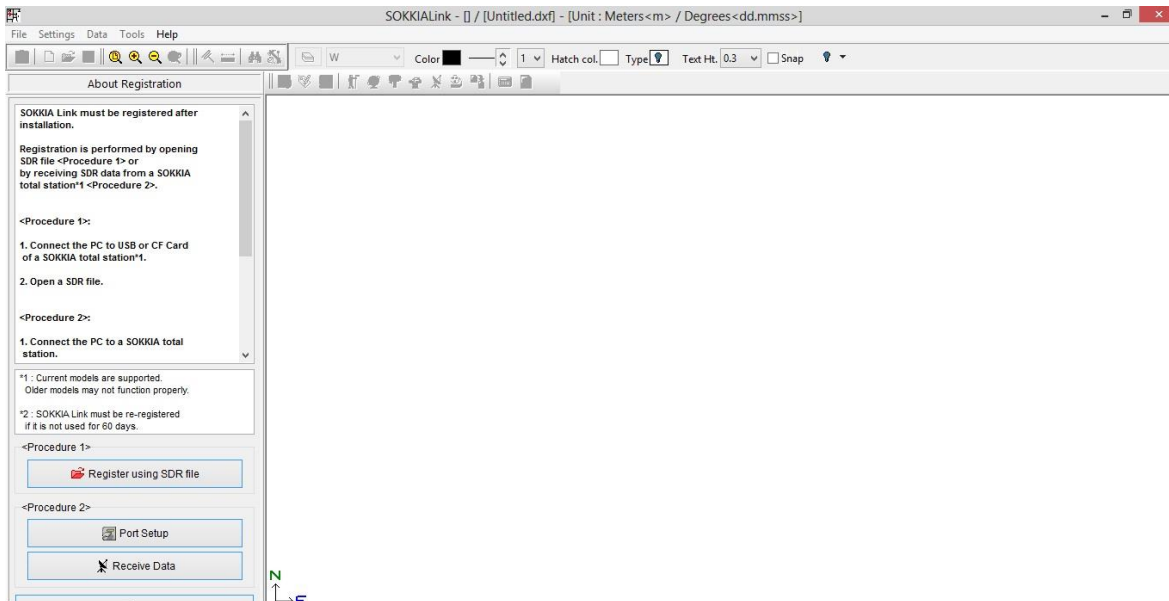 SOKKIALink - [] / [Untitled.dxf] - [Unit : Meters<m> / Degrees<dd.mmss>]
File Settings Data Tools Help
W Color 1 Hatch col. Type Text Ht. 0.3 Snap
About Registration
SOKKIA Link must be registered after
installation.
Registration is performed by opening
SDR file <Procedure 1> or
by receiving SDR data from a SOKKIA
total station*1 <Procedure 2>.
<Procedure 1>:
1. Connect the PC to USB or CF Card
of a SOKKIA total station*1.
2. Open a SDR file.
<Procedure 2>:
1. Connect the PC to a SOKKIA total
station.
*1 : Current models are supported.
Older models may not function properly.
*2 : SOKKIA Link must be re-registered
if it is not used for 60 days.
<Procedure 1>
Register using SDR file
<Procedure 2>
Port Setup
Receive Data
N